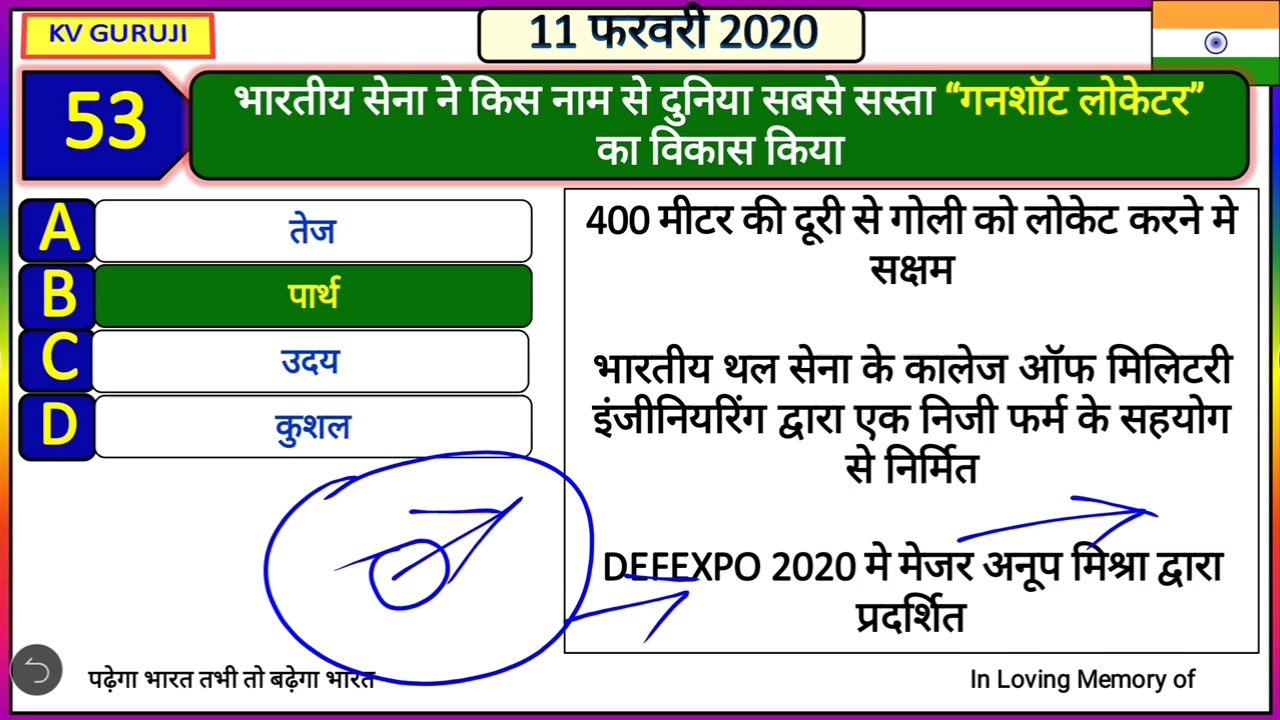 KV GURUJI
11 फरवरी 2020
53
भारतीय सेना ने किस नाम से दुनिया सबसे सस्ता “गनशॉट लोकेटर”
का विकास किया
A
तेज
B
पार्थ
C
उदय
D
कुशल
400 मीटर की दूरी से गोली को लोकेट करने मे
सक्षम
भारतीय थल सेना के कालेज ऑफ मिलिटरी
इंजीनियरिंग द्वारा एक निजी फर्म के सहयोग
से निर्मित
DEFEXPO 2020 मे मेजर अनूप मिश्रा द्वारा
प्रदर्शित
पढ़ेगा भारत तभी तो बढ़ेगा भारत
In Loving Memory of